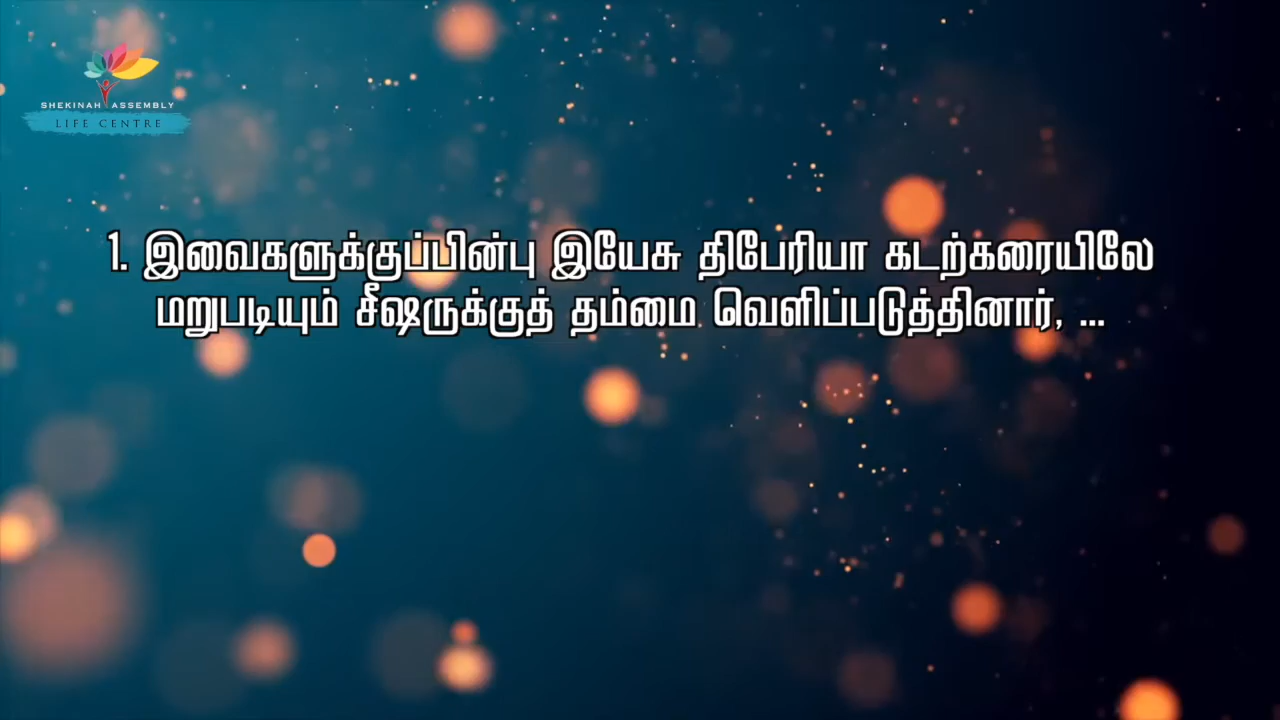 SHEKINAH ASSEMBLY
LIFE CENTRE
1. இவைகளுக்குப்பின்பு இயேசு திபேரியா கடற்கரையிலே
மறுபடியும் சீஷருக்குத் தம்மை வெளிப்படுத்தினார், ...